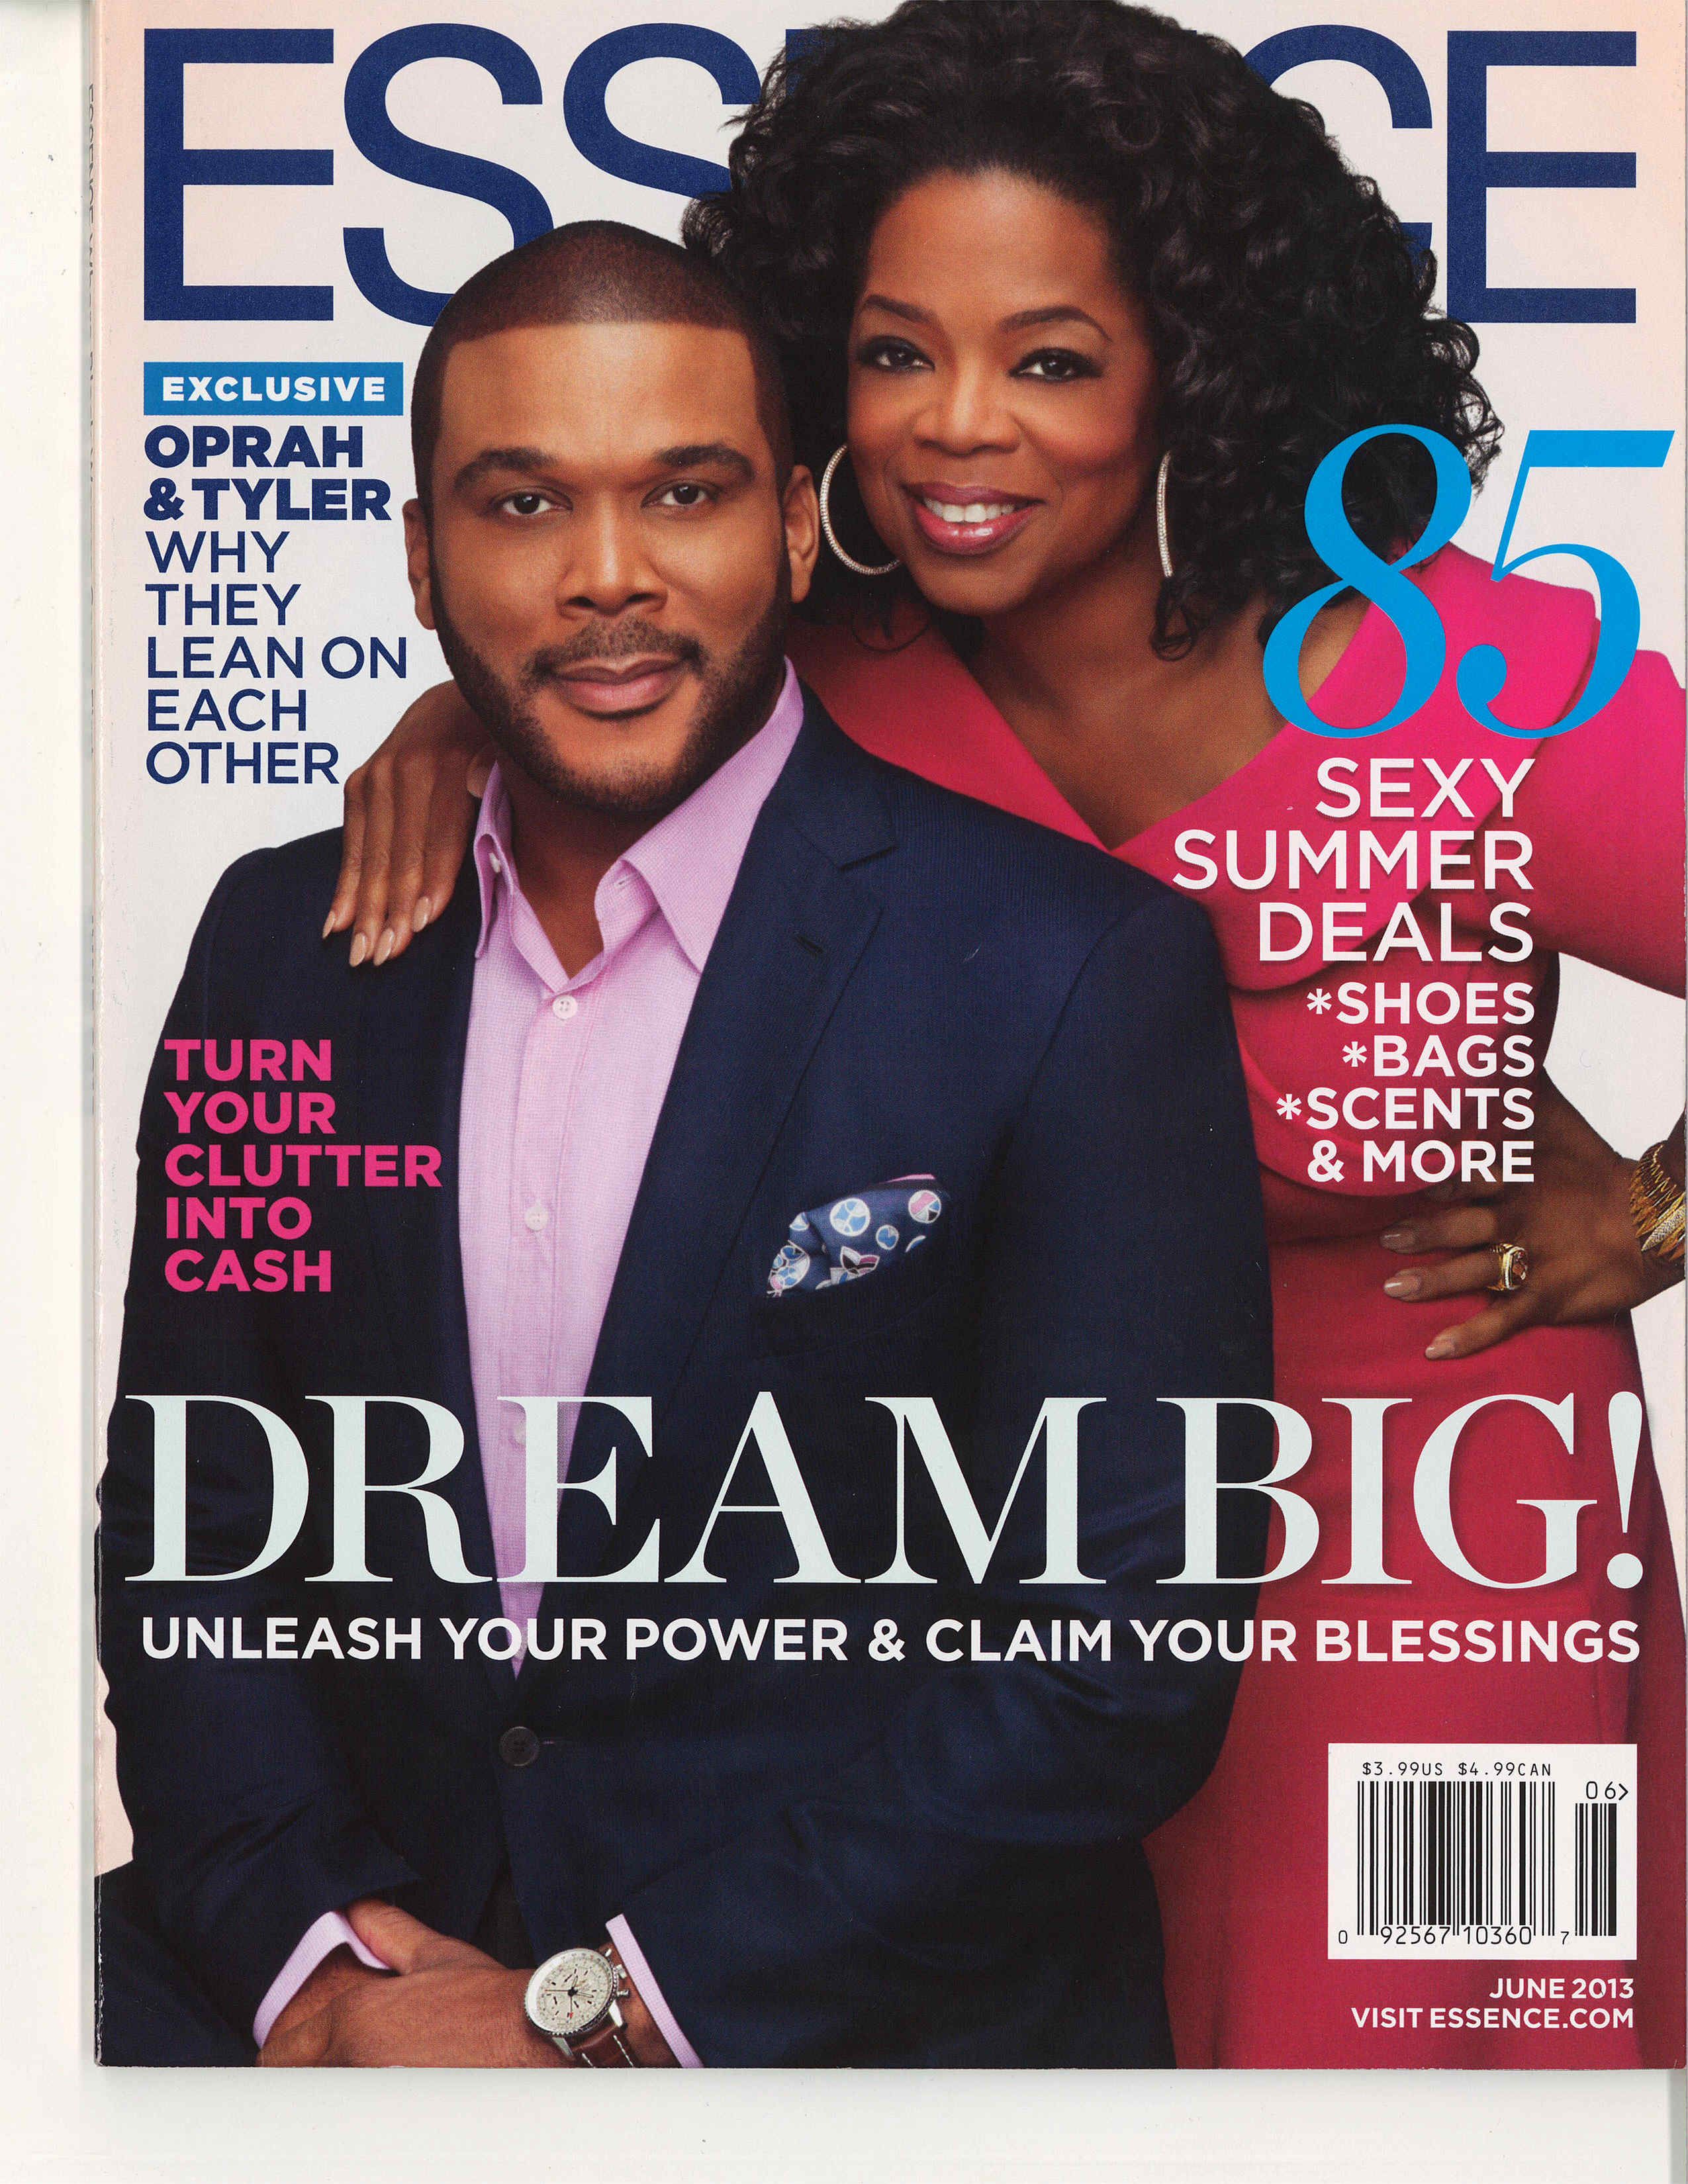 ESSENCE
EXCLUSIVE
OPRAH
& TYLER
WHY
THEY
LEAN ON
EACH
OTHER
85
SEXY
SUMMER
DEALS
*SHOES
*BAGS
*SCENTS
& MORE
TURN
YOUR
CLUTTER
INTO
CASH
DREAM BIG!
UNLEASH YOUR POWER & CLAIM YOUR BLESSINGS
$3.99US $4.99CAN
06>
0 92567 10360 7
JUNE 2013
VISIT ESSENCE.COM